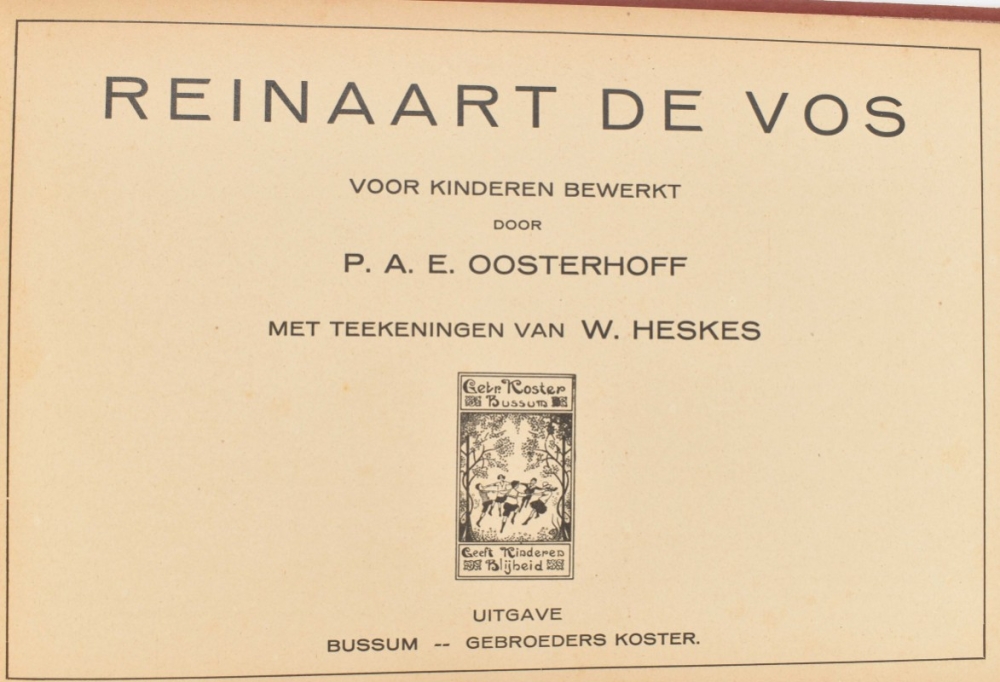 REINAART DE VOS
VOOR KINDEREN BEWERKT
DOOR
P. A. E. OOSTERHOFF
MET TEEKENINGEN VAN W. HESKES
Gebr. Koster
Bussum
Geeft Kinderen
Blijheid
UITGAVE
BUSSUM -- GEBROEDERS KOSTER.